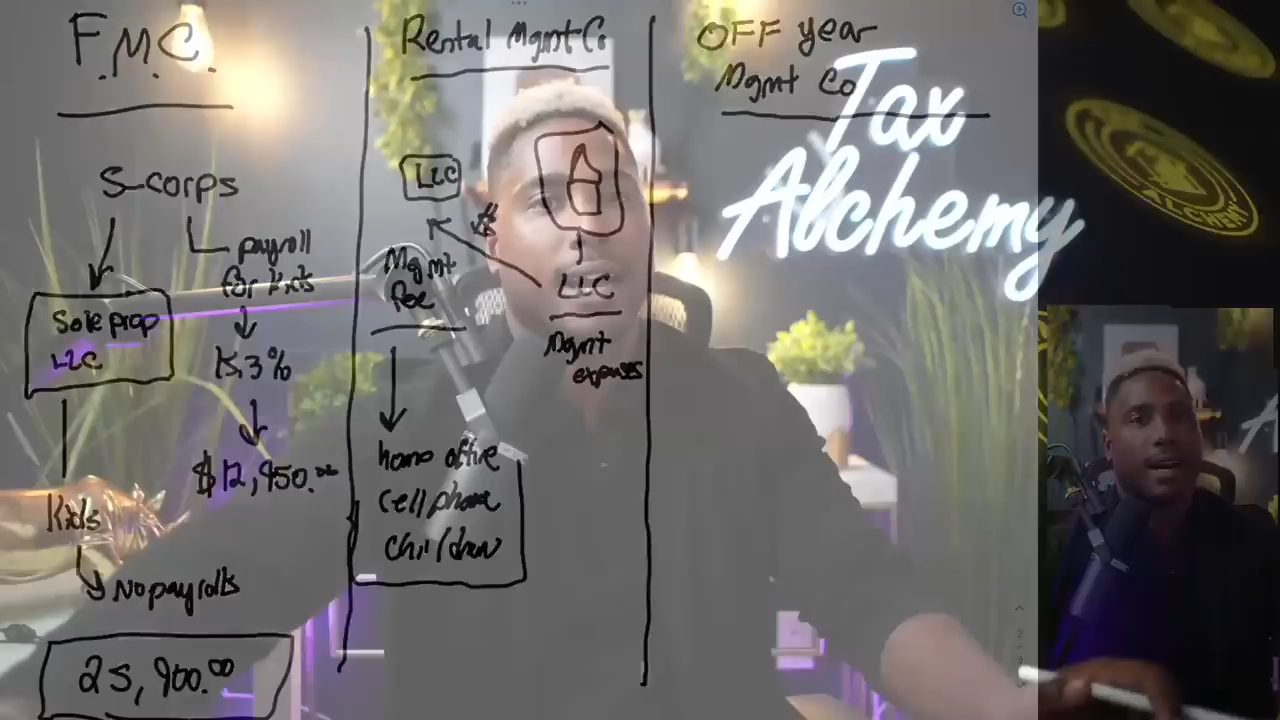 F.M.C.
S-corps
payroll
for kids
15.3%
$12,950.00
Sole prop
LLC
Kids
No payrolls
25,900.00
Rental Mgmt Co
LLC
$
Mgmt
fee
LLC
Mgmt
expenses
home office
cell phone
children
OFF year
Mgmt Co
Tax
Alchemy
ALCHEMY